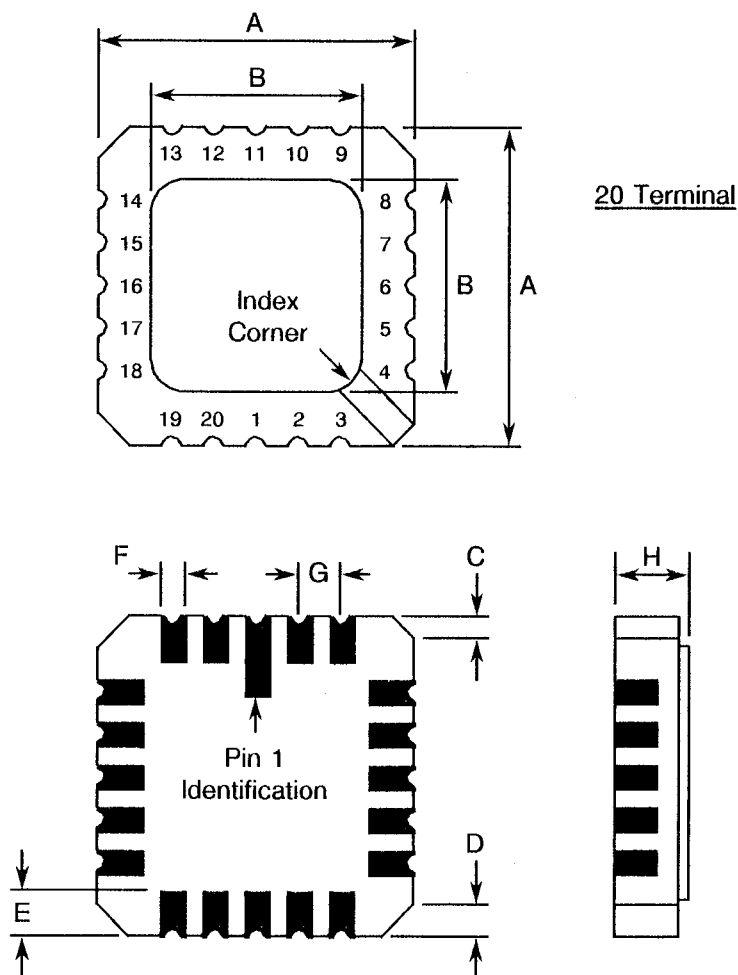 A
B
13 12 11 10 9
14
15
16
17
18
8
7
6
5
4
Index
Corner
B
A
20 Terminal
19 20 1 2 3
F
G
C
H
Pin 1
Identification
E
D